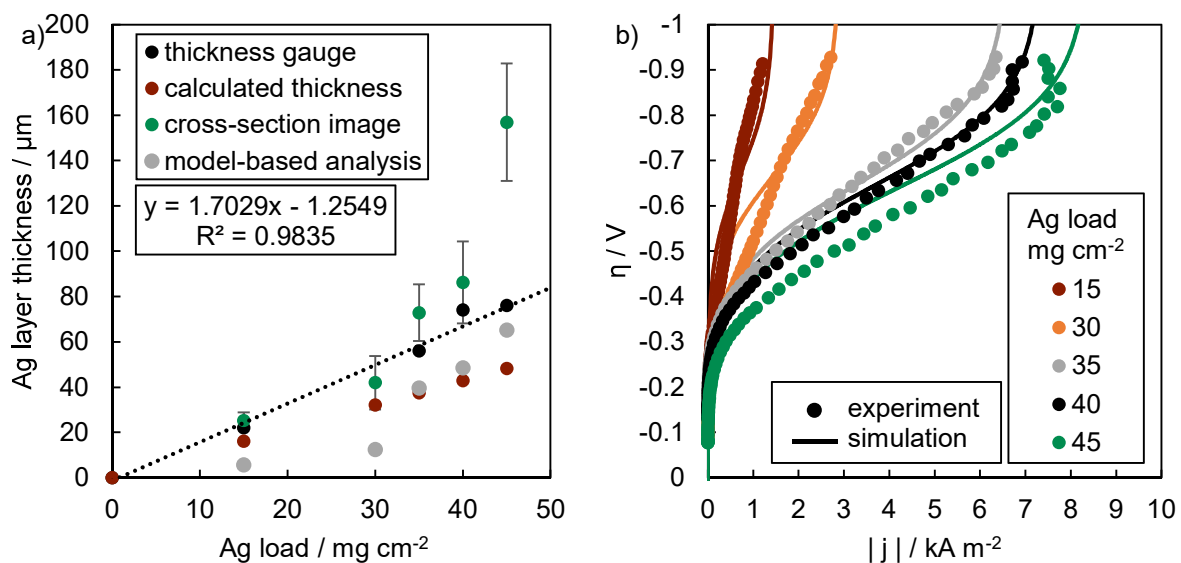 a)
200
180
160
140
120
100
80
60
40
20
0
0 10 20 30 40 50
Ag layer thickness / µm
Ag load / mg cm-2
thickness gauge
calculated thickness
cross-section image
model-based analysis
y = 1.7029x - 1.2549
R² = 0.9835
b)
-1
-0.9
-0.8
-0.7
-0.6
-0.5
-0.4
-0.3
-0.2
-0.1
0
0 1 2 3 4 5 6 7 8 9 10
η / V
| j | / kA m-2
experiment
simulation
Ag load
mg cm-2
15
30
35
40
45